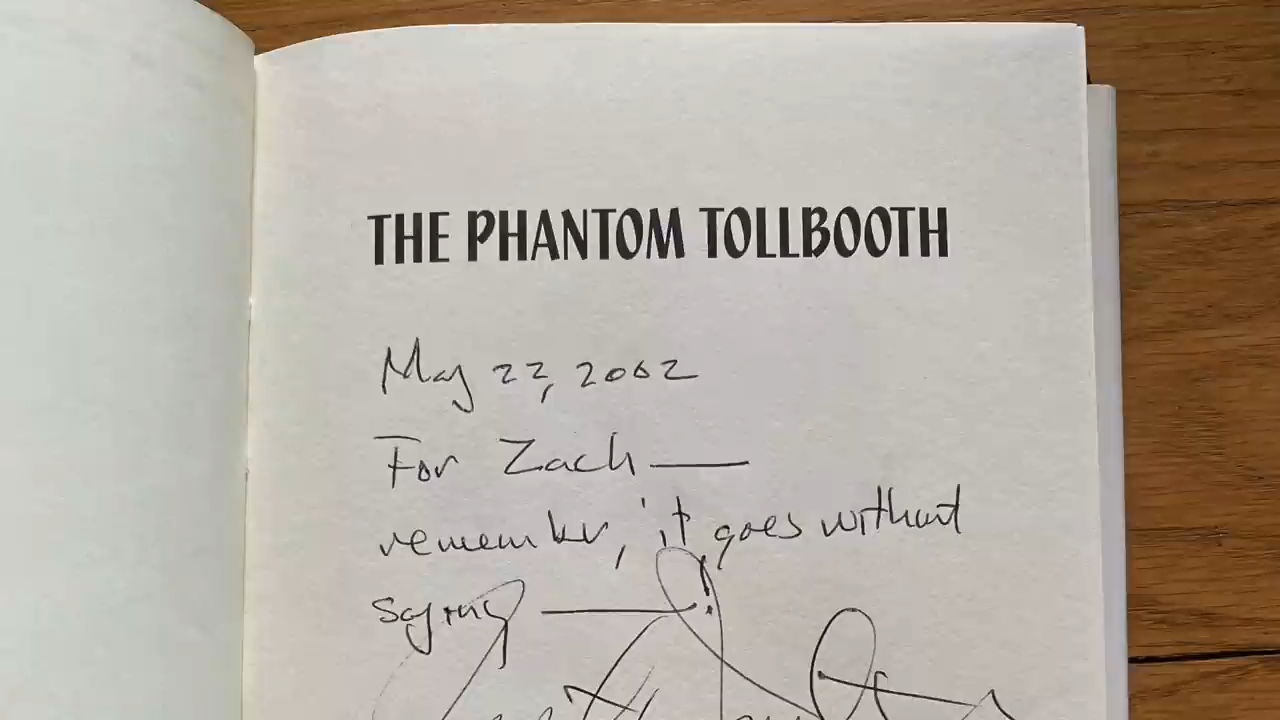 THE PHANTOM TOLLBOOTH
May 22, 2002
For Zach —
remember, it goes without
saying — !